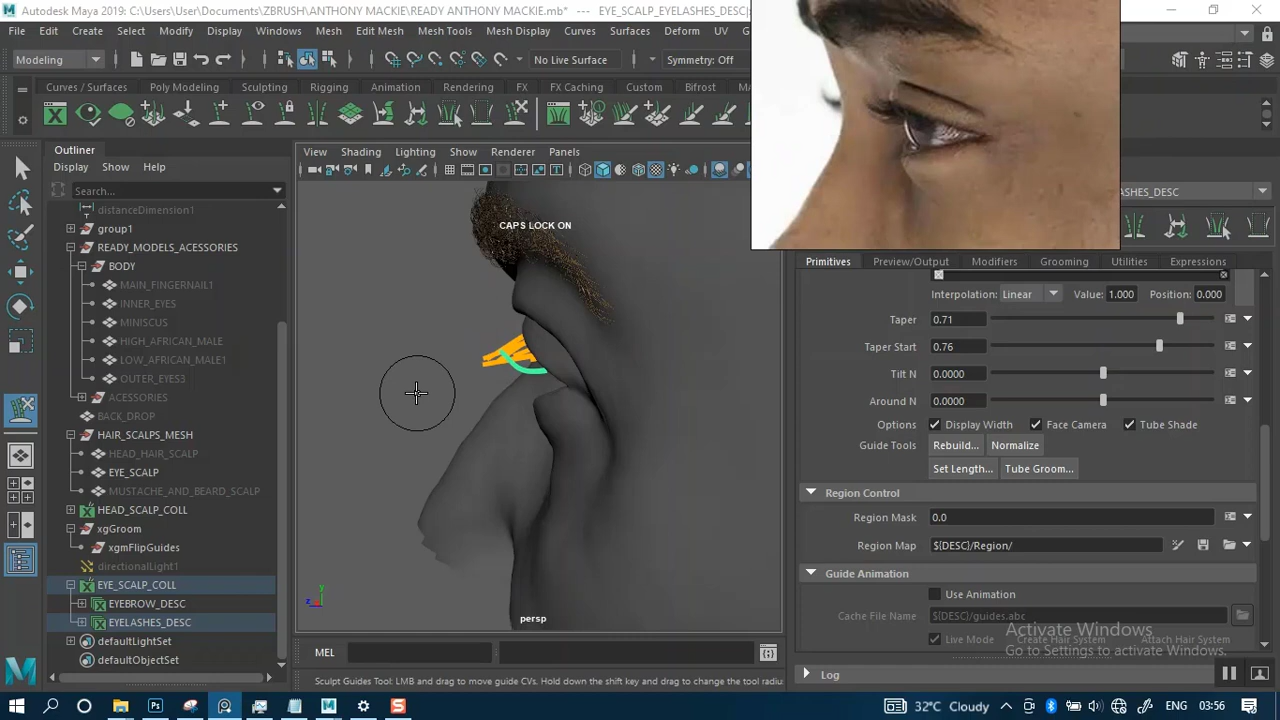 Autodesk Maya 2019: C:\Users\User\Documents\ZBRUSH\ANTHONY MACKIE\READY ANTHONY MACKIE.mb* --- EYE_SCALP_EYELASHES_DESC
File Edit Create Select Modify Display Windows Mesh Edit Mesh Mesh Tools Mesh Display Curves Surfaces Deform UV
Modeling No Live Surface Symmetry: Off
Curves / Surfaces Poly Modeling Sculpting Rigging Animation Rendering FX FX Caching Custom Bifrost
Outliner
Display Show Help
Search...
distanceDimension1
group1
READY_MODELS_ACESSORIES
BODY
MAIN_FINGERNAIL1
INNER_EYES
MINISCUS
HIGH_AFRICAN_MALE
LOW_AFRICAN_MALE1
OUTER_EYES3
ACESSORIES
BACK_DROP
HAIR_SCALPS_MESH
HEAD_HAIR_SCALP
EYE_SCALP
MUSTACHE_AND_BEARD_SCALP
HEAD_SCALP_COLL
xgGroom
xgmFlipGuides
directionalLight1
EYE_SCALP_COLL
EYEBROW_DESC
EYELASHES_DESC
defaultLightSet
defaultObjectSet
View Shading Lighting Show Renderer Panels
CAPS LOCK ON
persp
ASHES_DESC
Primitives Preview/Output Modifiers Grooming Utilities Expressions
Interpolation: Linear Value: 1.000 Position: 0.000
Taper 0.71
Taper Start 0.76
Tilt N 0.0000
Around N 0.0000
Options Display Width Face Camera Tube Shade
Guide Tools Rebuild... Normalize
Set Length... Tube Groom...
Region Control
Region Mask 0.0
Region Map ${DESC}/Region/
Guide Animation
Use Animation
Cache File Name ${DESC}/guides.abc
Live Mode Create Hair System Attach Hair System
Activate Windows
Go to Settings to activate Windows.
Log
MEL
Sculpt Guides Tool: LMB and drag to move guide CVs. Hold down the shift key and drag to change the tool radiu
32°C Cloudy ENG 03:56